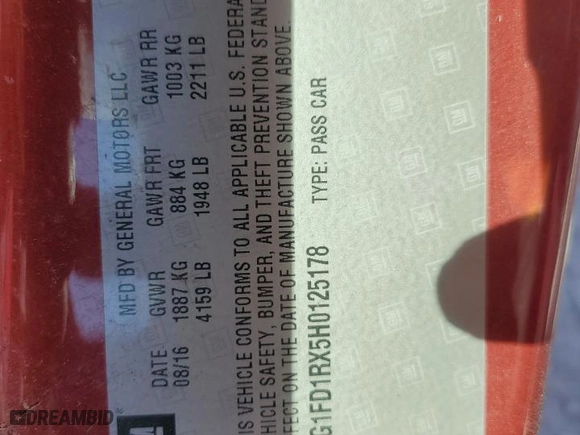 MFD BY GENERAL MOTORS LLC
DATE GVWR GAWR FRT GAWR RR
08/16 1887 KG 884 KG 1003 KG
4159 LB 1948 LB 2211 LB
VEHICLE CONFORMS TO ALL APPLICABLE U.S.
SAFETY, BUMPER, AND THEFT PREVENTION
ON THE DATE OF MANUFACTURE SHOWN ABOVE.
G1FD1RX5H0125178 TYPE: PASS CAR
GM
DREAMBID